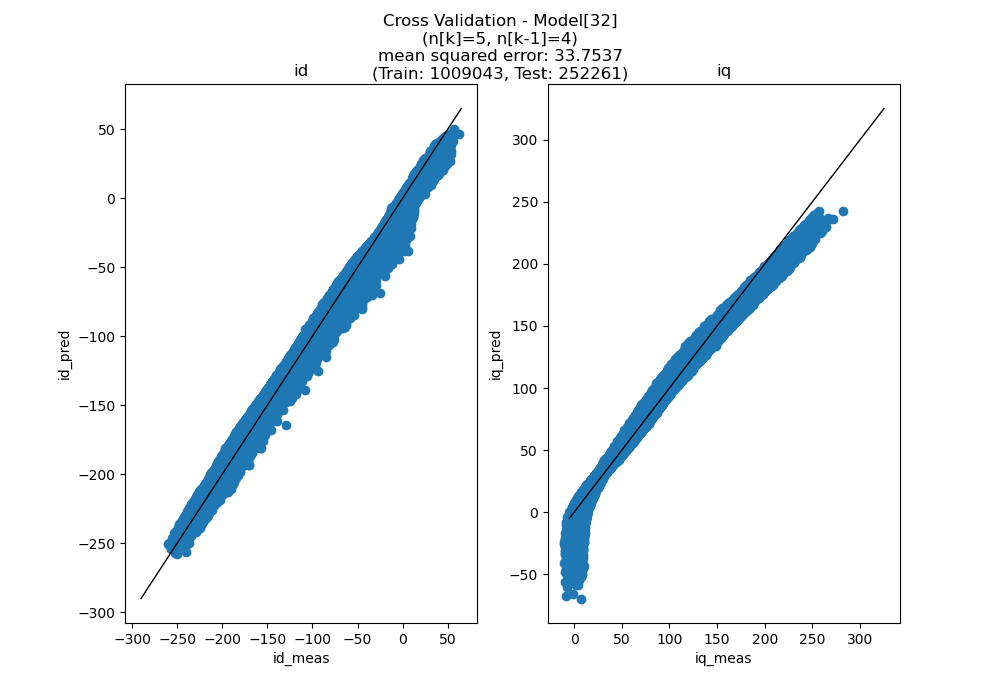 Cross Validation - Model[32]
(n[k]=5, n[k-1]=4)
mean squared error: 33.7537
(Train: 1009043, Test: 252261)
id
50
0
−50
−100
−150
−200
−250
−300
id_pred
−300 −250 −200 −150 −100 −50 0 50
id_meas
iq
300
250
200
150
100
50
0
−50
iq_pred
0 50 100 150 200 250 300
iq_meas